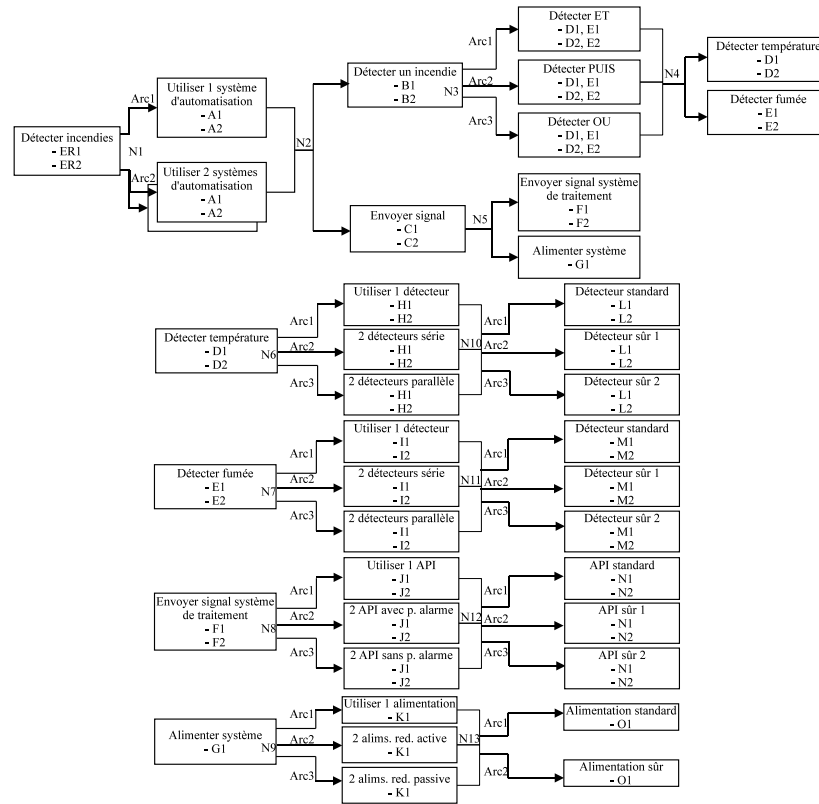 Détecter incendies
- ER1
- ER2
N1
Arc1
Arc2
Utiliser 1 système
d'automatisation
- A1
- A2
Utiliser 2 systèmes
d'automatisation
- A1
- A2
N2
Détecter un incendie
- B1
- B2
N3
Arc1
Arc2
Arc3
Détecter ET
- D1, E1
- D2, E2
Détecter PUIS
- D1, E1
- D2, E2
Détecter OU
- D1, E1
- D2, E2
N4
Détecter température
- D1
- D2
Détecter fumée
- E1
- E2
Envoyer signal
- C1
- C2
N5
Envoyer signal système
de traitement
- F1
- F2
Alimenter système
- G1
Détecter température
- D1
- D2
N6
Arc1
Arc2
Arc3
Utiliser 1 détecteur
- H1
- H2
2 détecteurs série
- H1
- H2
2 détecteurs parallèle
- H1
- H2
N10
Arc1
Arc2
Arc3
Détecteur standard
- L1
- L2
Détecteur sûr 1
- L1
- L2
Détecteur sûr 2
- L1
- L2
Détecter fumée
- E1
- E2
N7
Arc1
Arc2
Arc3
Utiliser 1 détecteur
- I1
- I2
2 détecteurs série
- I1
- I2
2 détecteurs parallèle
- I1
- I2
N11
Arc1
Arc2
Arc3
Détecteur standard
- M1
- M2
Détecteur sûr 1
- M1
- M2
Détecteur sûr 2
- M1
- M2
Envoyer signal système
de traitement
- F1
- F2
N8
Arc1
Arc2
Arc3
Utiliser 1 API
- J1
- J2
2 API avec p. alarme
- J1
- J2
2 API sans p. alarme
- J1
- J2
N12
Arc1
Arc2
Arc3
API standard
- N1
- N2
API sûr 1
- N1
- N2
API sûr 2
- N1
- N2
Alimenter système
- G1
N9
Arc1
Arc2
Arc3
Utiliser 1 alimentation
- K1
2 alims. red. active
- K1
2 alims. red. passive
- K1
N13
Arc1
Arc2
Alimentation standard
- O1
Alimentation sûr
- O1